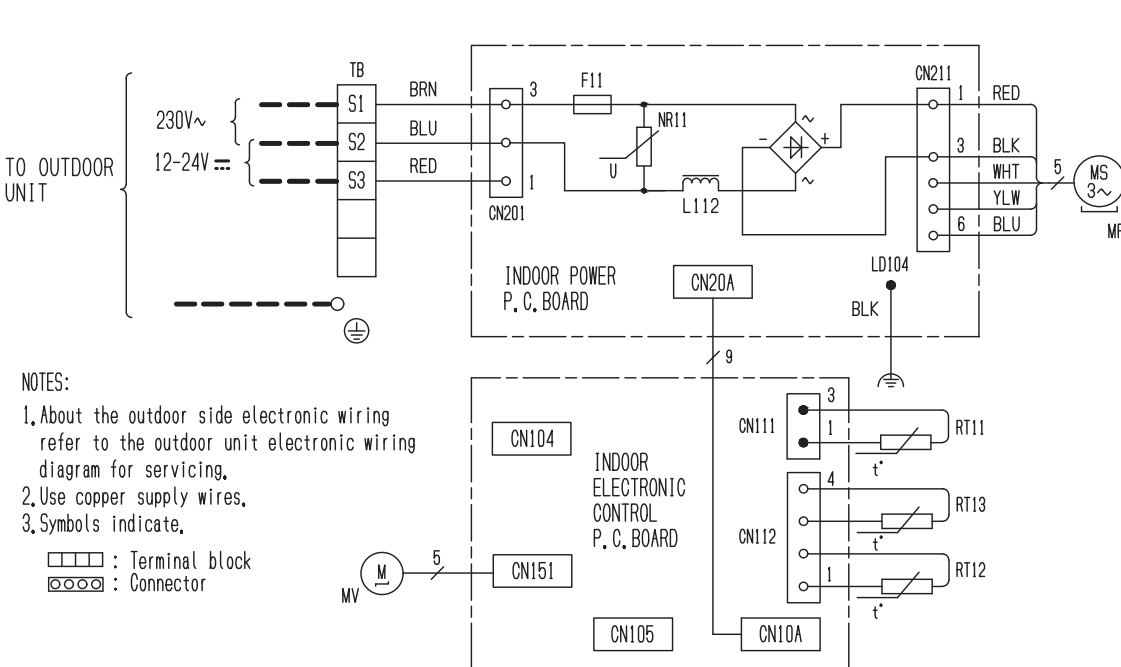 TB
F11
CN211
S1
BRN
3
1
RED
230V~
NR11
~
-
+
S2
BLU
3
BLK
TO OUTDOOR
UNIT
12-24V
WHT
5
MS
3~
S3
RED
1
U
~
YLW
CN201
L112
6
BLU
INDOOR POWER
P.C.BOARD
CN20A
LD104
BLK
9
NOTES:
1.About the outdoor side electronic wiring
refer to the outdoor unit electronic wiring
diagram for servicing.
2.Use copper supply wires.
3.Symbols indicate.
: Terminal block
: Connector
CN104
INDOOR
ELECTRONIC
CONTROL
P.C.BOARD
CN111
3
1
RT11
t°
CN112
4
RT13
t°
1
RT12
t°
MV
M
5
CN151
CN105
CN10A